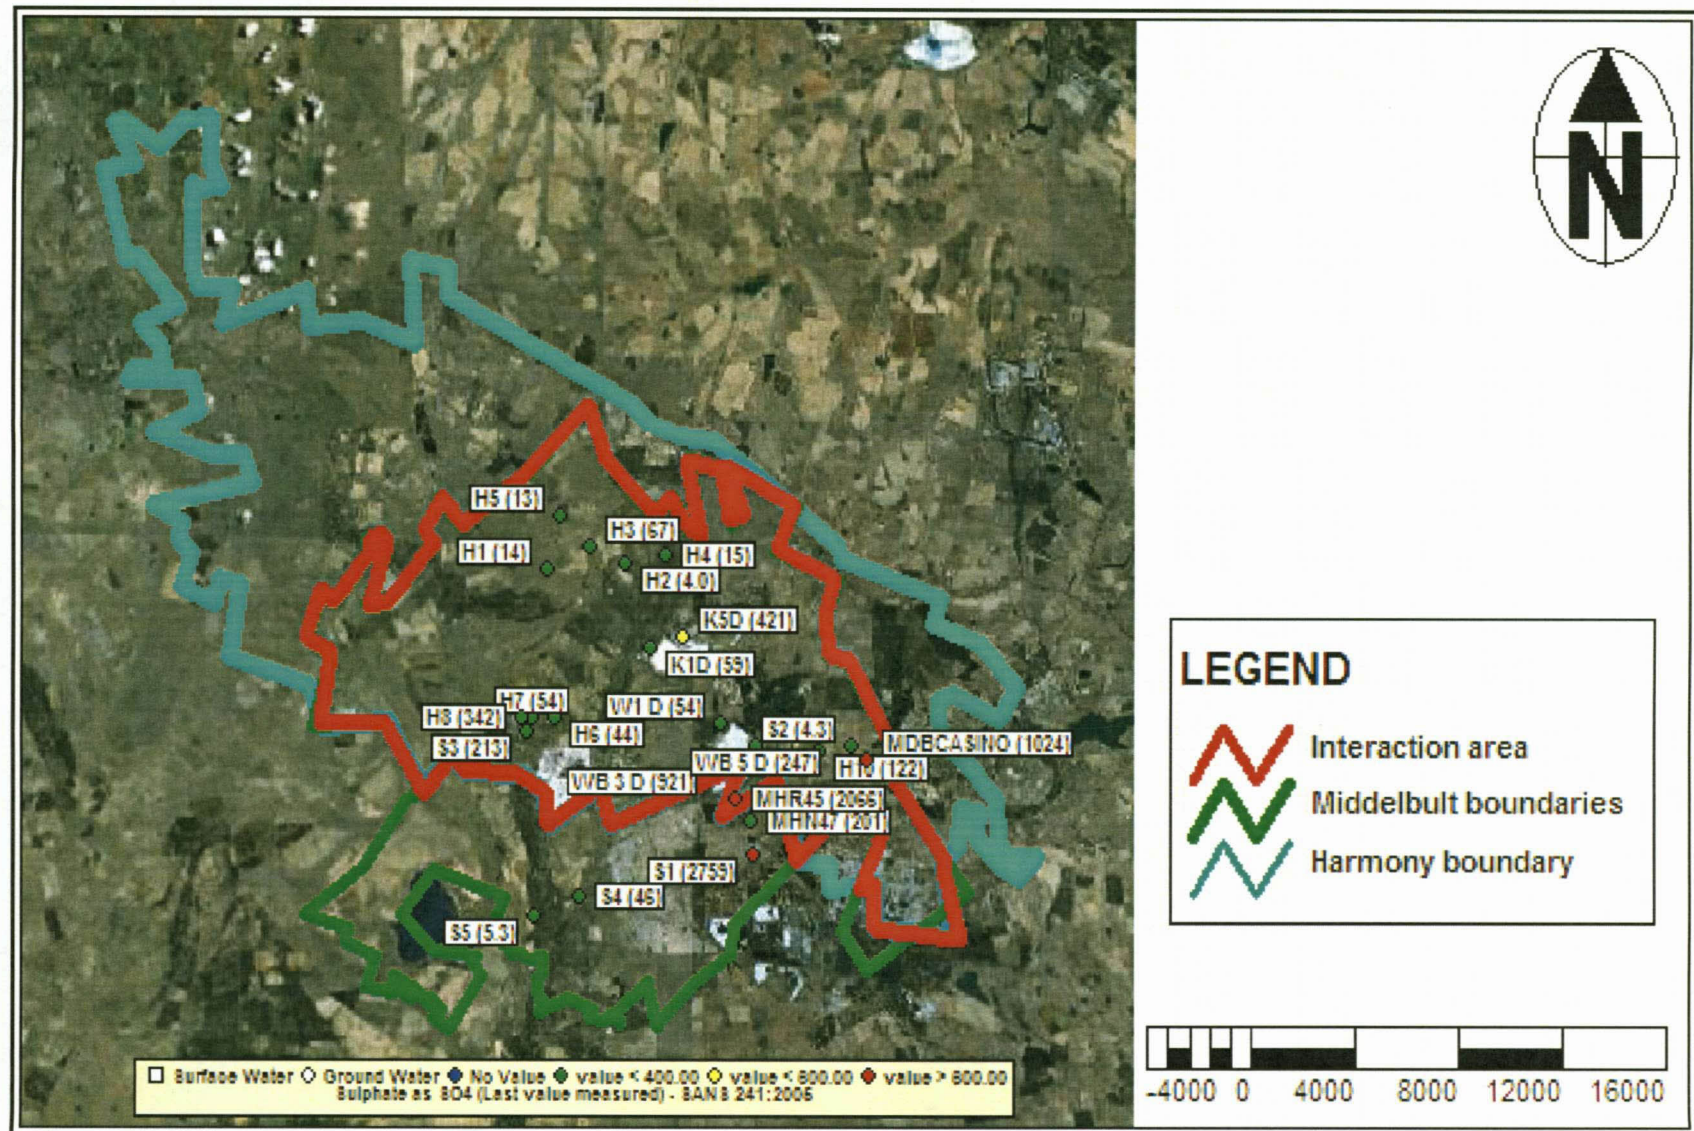 N
H5 (13)
H3 (67)
H1 (14)
H4 (15)
H2 (4.0)
K5D (421)
K1D (59)
H7 (54)
W1 D (54)
H8 (342)
H6 (44)
S2 (4.3)
S3 (213)
MDBCASINO (1024)
WB 5 D (247)
H10 (122)
WB 3 D (921)
MHR45 (2066)
MHN47 (201)
S1 (2759)
S4 (46)
S5 (5.3)
LEGEND
Interaction area
Middelbult boundaries
Harmony boundary
Surface Water Ground Water No Value value < 400.00 value < 600.00 value > 600.00
Sulphate as SO4 (Last value measured) - SANS 241:2005
-4000 0 4000 8000 12000 16000